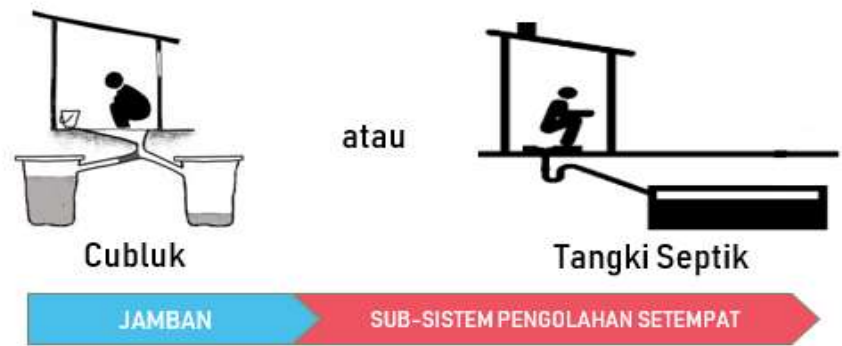 atau
Cubluk
Tangki Septik
JAMBAN
SUB-SISTEM PENGOLAHAN SETEMPAT